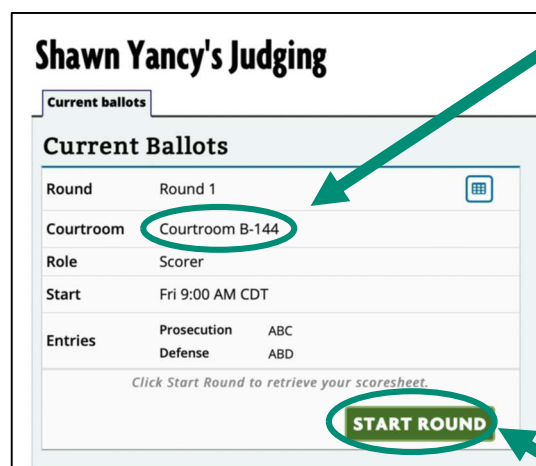 Shawn Yancy's Judging
Current ballots
Current Ballots
Round Round 1
Courtroom Courtroom B-144
Role Scorer
Start Fri 9:00 AM CDT
Entries Prosecution ABC
Defense ABD
Click Start Round to retrieve your scoresheet.
START ROUND